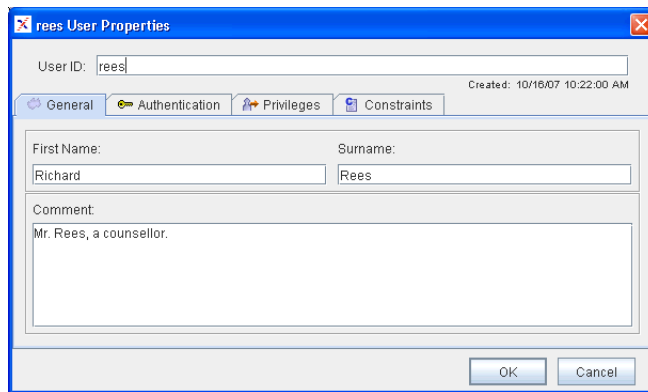 rees User Properties
User ID: rees
Created: 10/16/07 10:22:00 AM
General Authentication Privileges Constraints
First Name: Surname:
Richard Rees
Comment:
Mr. Rees, a counsellor.
OK Cancel